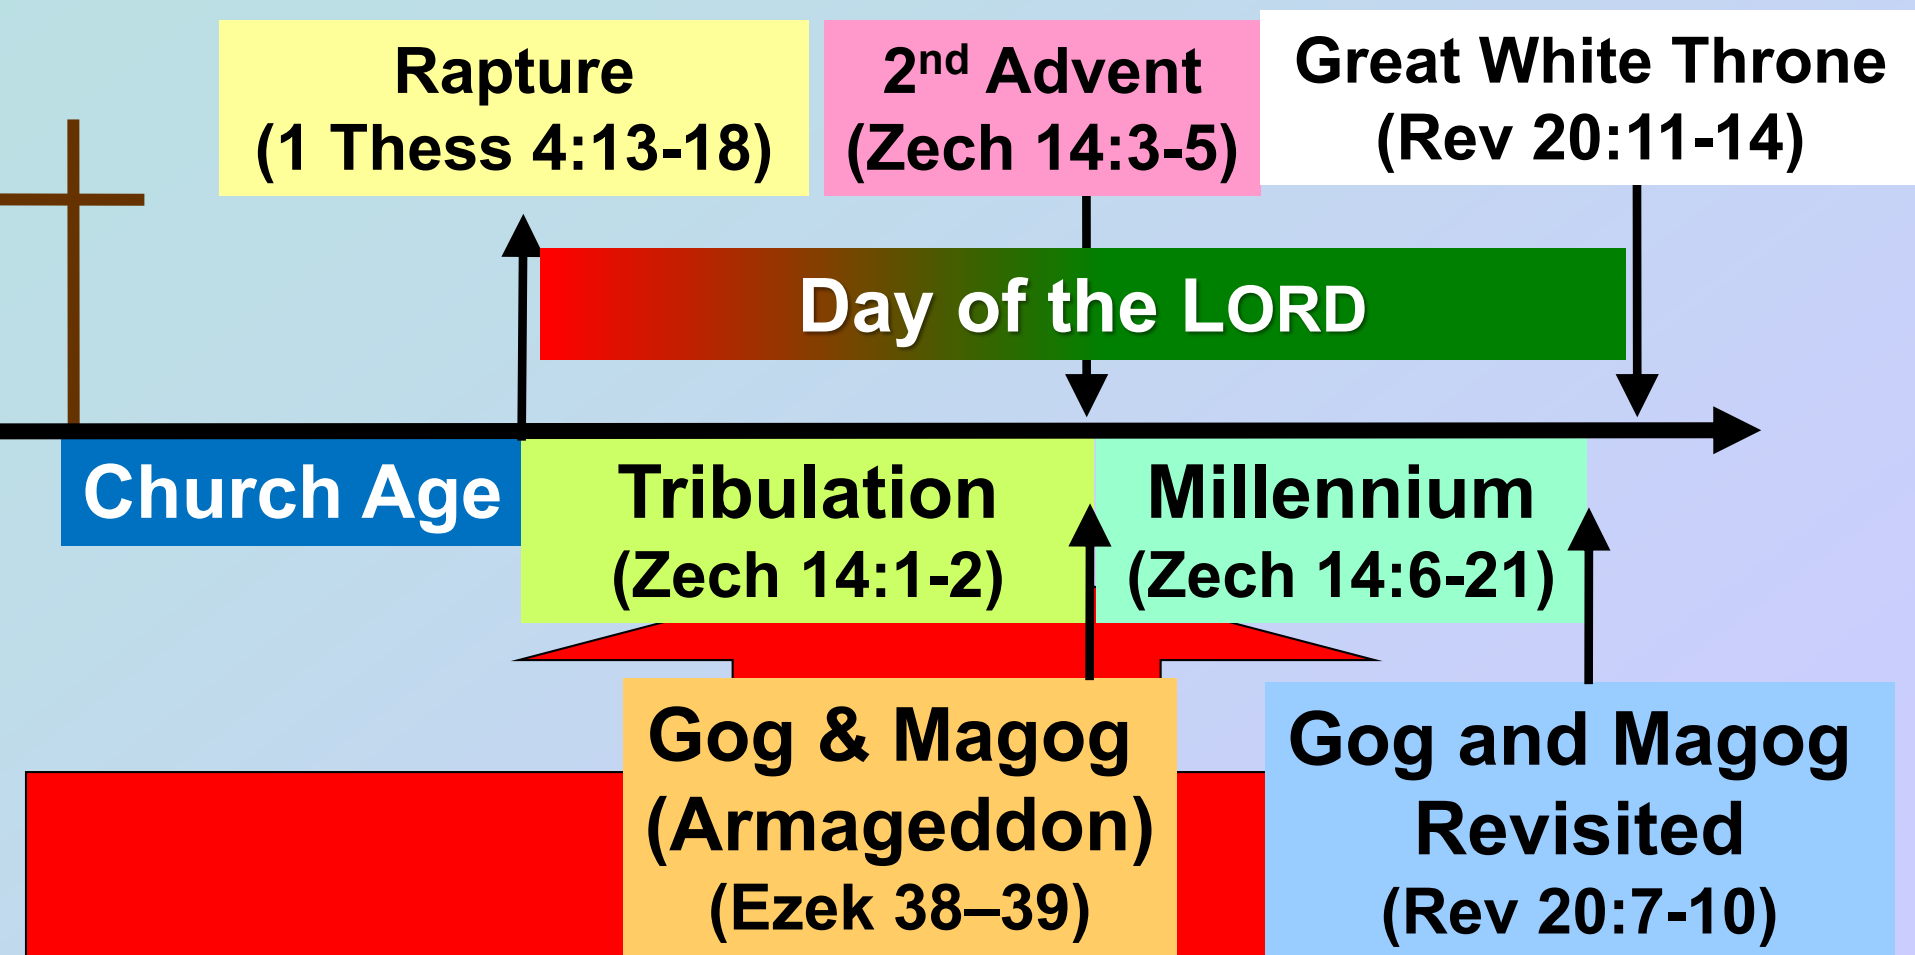 Rapture
(1 Thess 4:13-18)
2nd Advent
(Zech 14:3-5)
Great White Throne
(Rev 20:11-14)
Day of the LORD
Church Age
Tribulation
(Zech 14:1-2)
Millennium
(Zech 14:6-21)
Gog & Magog
(Armageddon)
(Ezek 38–39)
Gog and Magog
Revisited
(Rev 20:7-10)